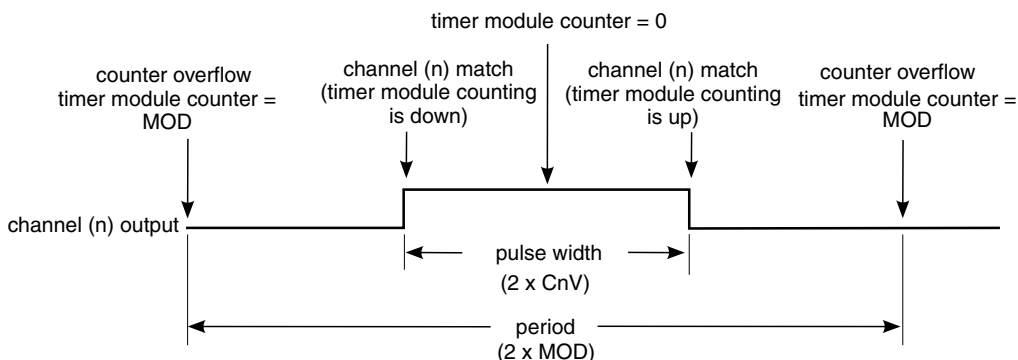 timer module counter = 0
counter overflow
timer module counter =
MOD
channel (n) match
(timer module counting
is down)
channel (n) match
(timer module counting
is up)
counter overflow
timer module counter =
MOD
channel (n) output
pulse width
(2 x CnV)
period
(2 x MOD)